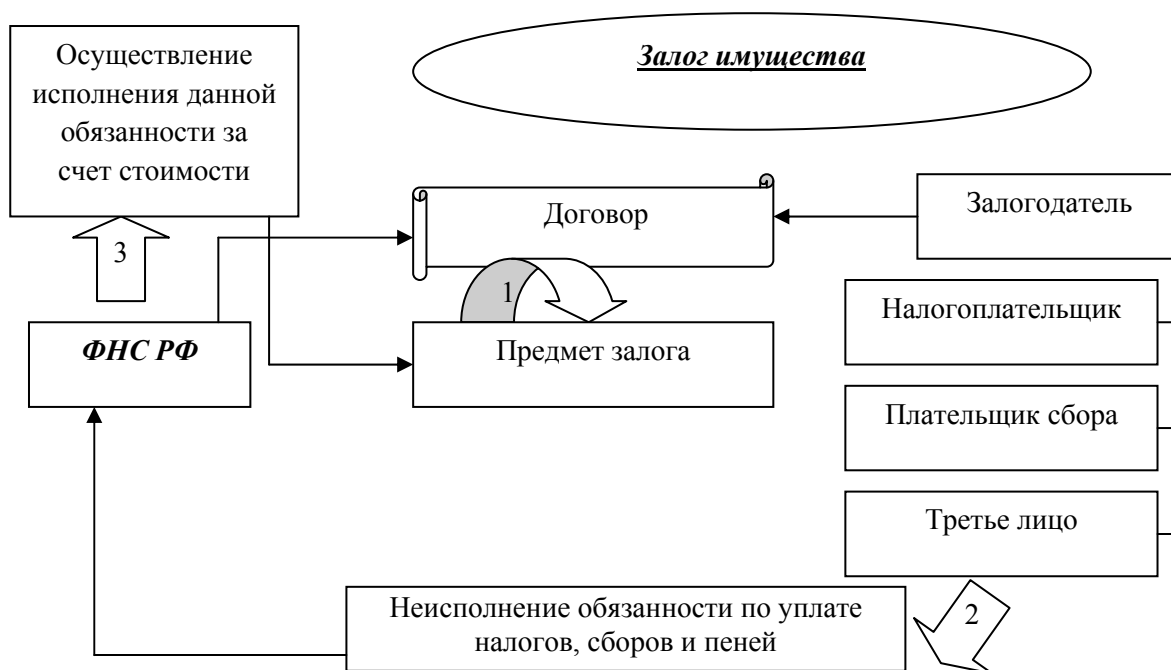 Осуществление
исполнения данной
обязанности за
счет стоимости
Залог имущества
Договор
Залогодатель
3
1
Налогоплательщик
ФНС РФ
Предмет залога
Плательщик сбора
Третье лицо
Неисполнение обязанности по уплате
налогов, сборов и пеней
2